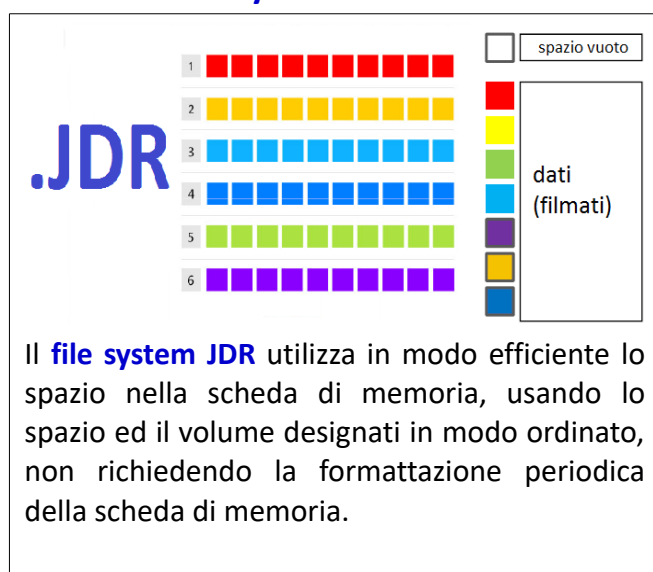 1
2
3
4
5
6
.JDR
spazio vuoto
dati
(filmati)
Il file system JDR utilizza in modo efficiente lo
spazio nella scheda di memoria, usando lo
spazio ed il volume designati in modo ordinato,
non richiedendo la formattazione periodica
della scheda di memoria.